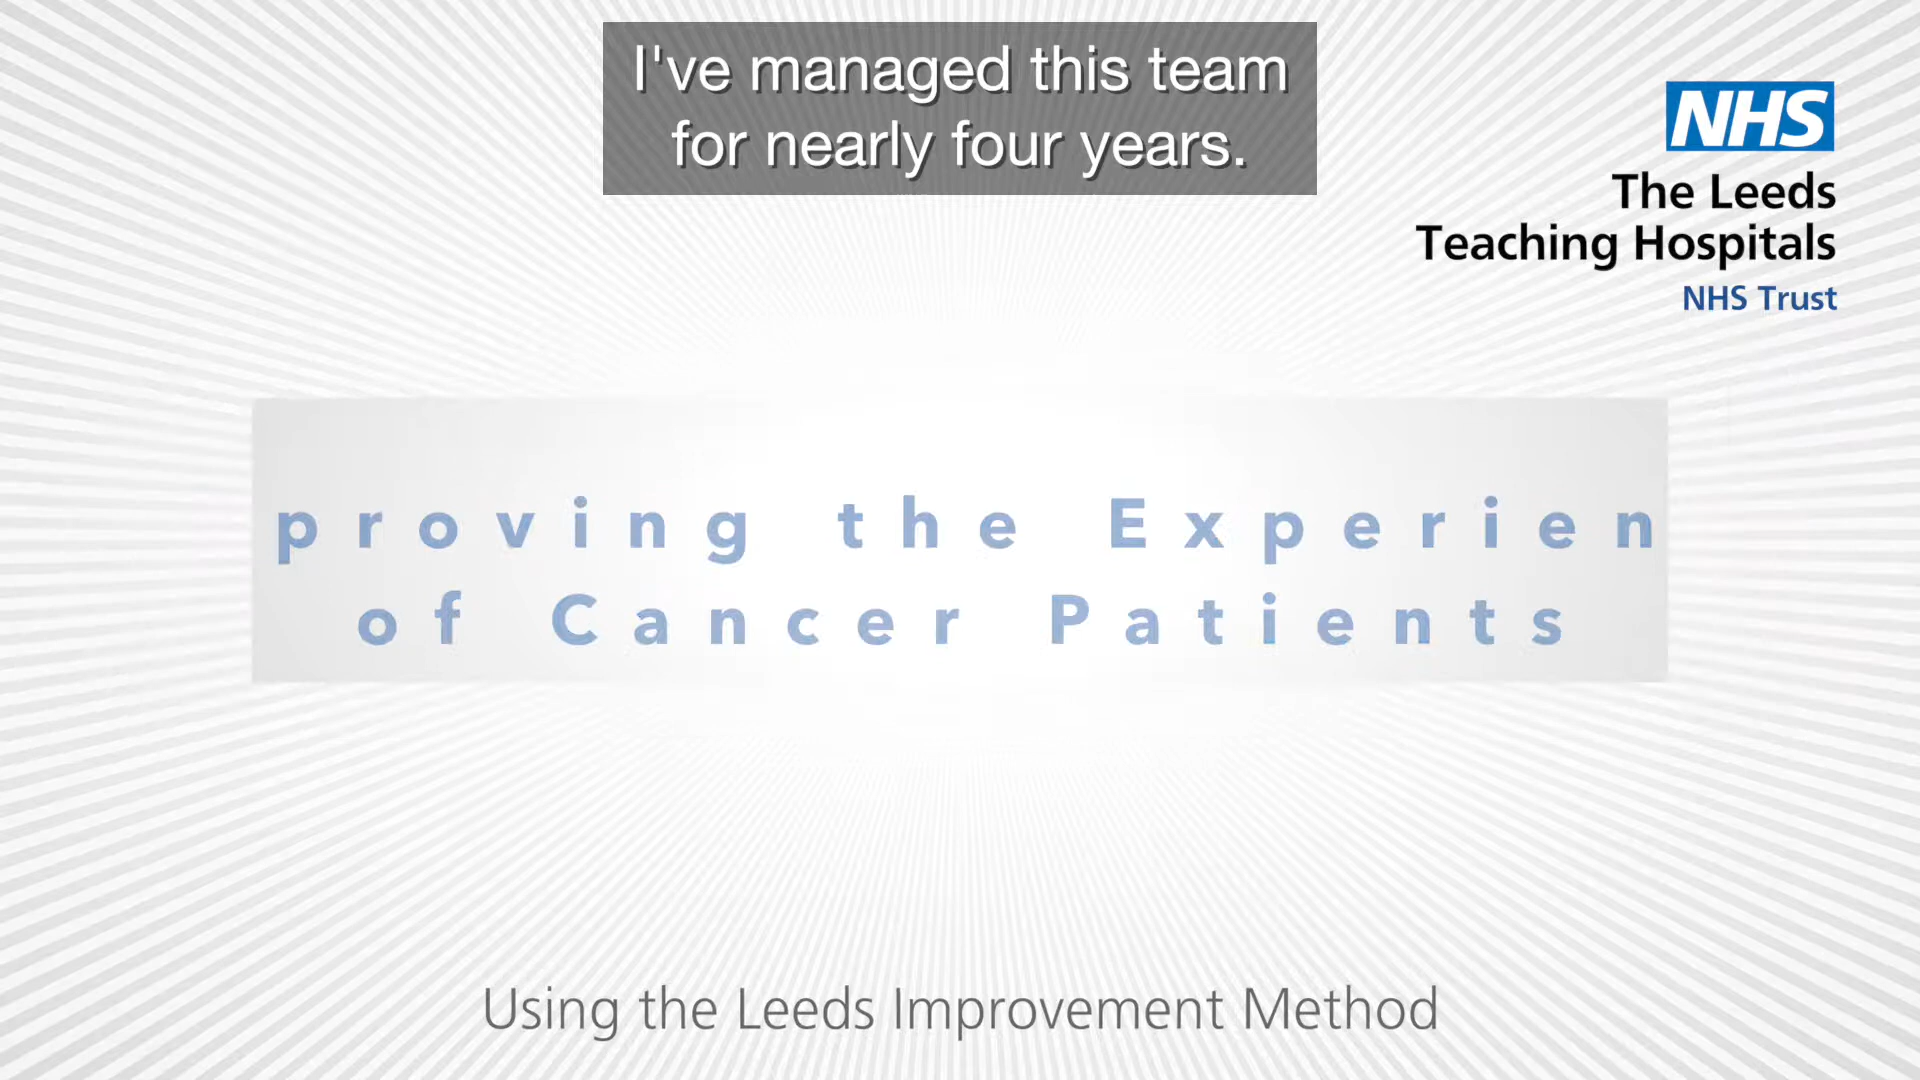 I've managed this team
for nearly four years.
NHS
The Leeds
Teaching Hospitals
NHS Trust
proving the Experien
of Cancer Patients
Using the Leeds Improvement Method